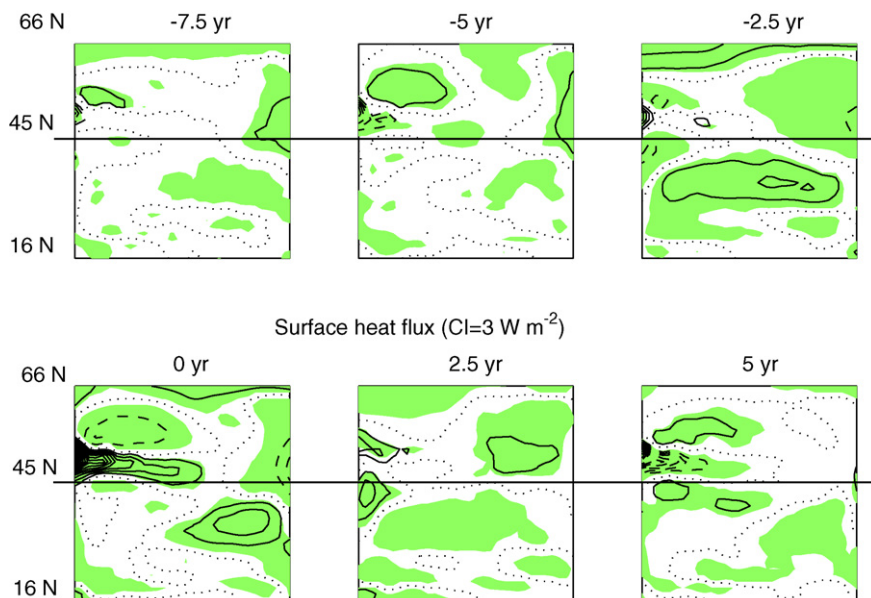 66 N -7.5 yr -5 yr -2.5 yr
45 N
16 N
Surface heat flux (CI=3 W m⁻²)
66 N 0 yr 2.5 yr 5 yr
45 N
16 N